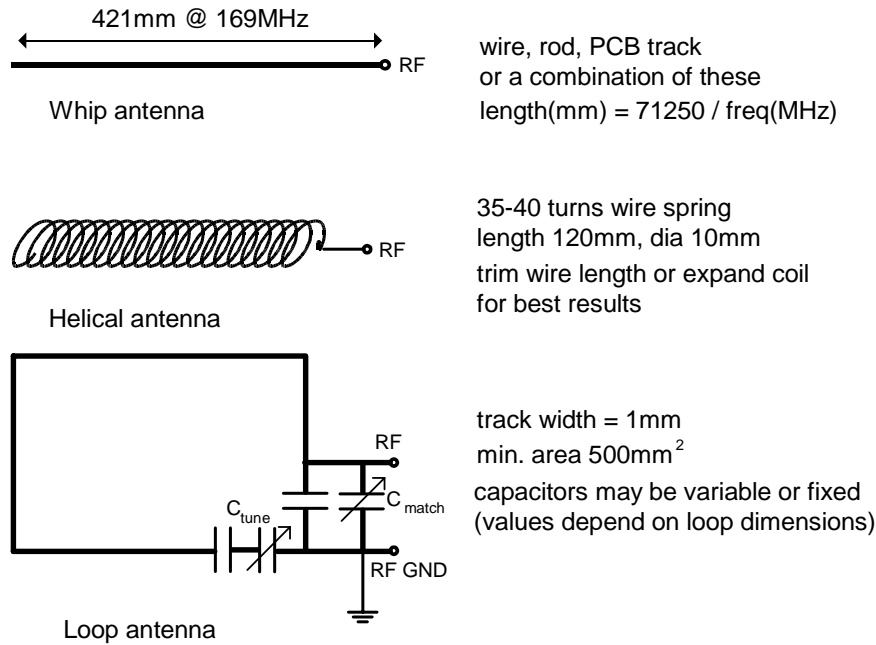 421mm @ 169MHz
RF
Whip antenna
wire, rod, PCB track
or a combination of these
length(mm) = 71250 / freq(MHz)
RF
Helical antenna
35-40 turns wire spring
length 120mm, dia 10mm
trim wire length or expand coil
for best results
RF
C tune
C match
RF GND
Loop antenna
track width = 1mm
min. area 500mm²
capacitors may be variable or fixed
(values depend on loop dimensions)